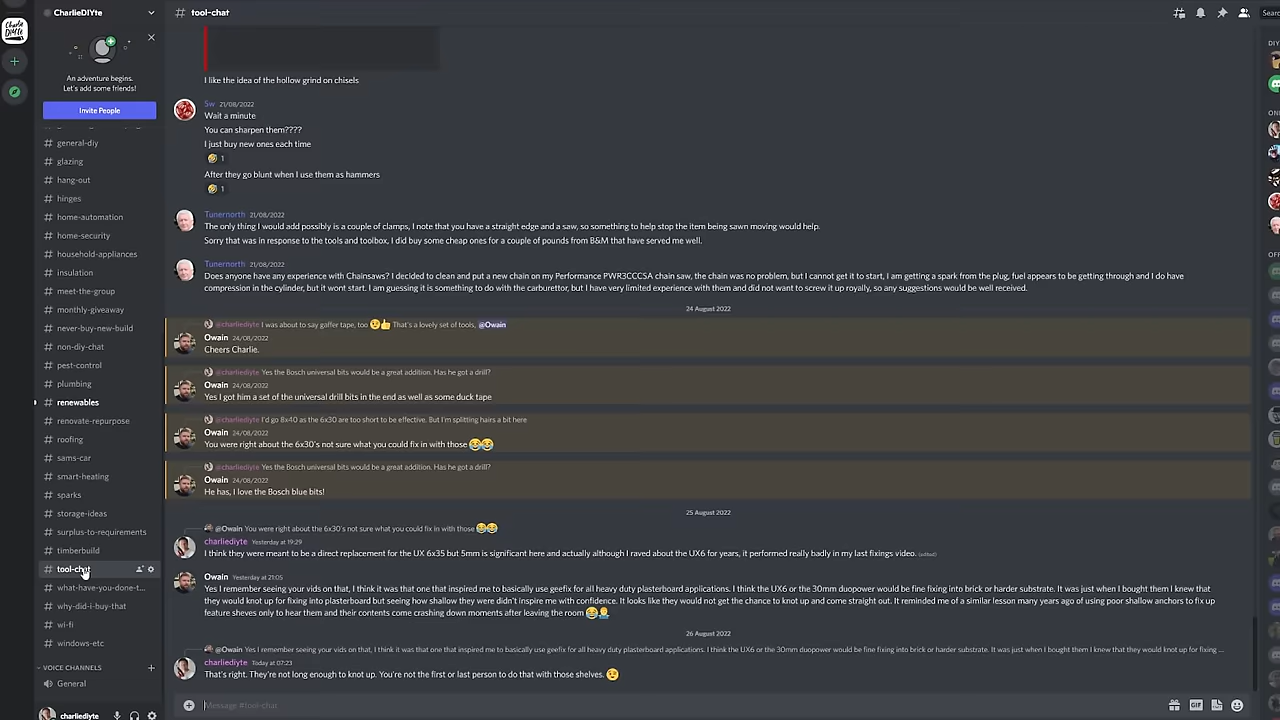 Charlie
DIYte
CharlieDIYte
An adventure begins.
Let's add some friends!
Invite People
# general-diy
# glazing
# hang-out
# hinges
# home-automation
# home-security
# household-appliances
# insulation
# meet-the-group
# monthly-giveaway
# never-buy-new-build
# non-diy-chat
# pest-control
# plumbing
# renewables
# renovate-repurpose
# roofing
# sams-car
# smart-heating
# sparks
# storage-ideas
# surplus-to-requirements
# timberbuild
# tool-chat
# what-have-you-done-t...
# why-did-i-buy-that
# wi-fi
# windows-etc
VOICE CHANNELS
General
charliediyte
# tool-chat
Sear
DIY
I like the idea of the hollow grind on chisels
Sw 21/08/2022
Wait a minute
You can sharpen them????
I just buy new ones each time
🤣 1
After they go blunt when I use them as hammers
🤣 1
Tunernorth 21/08/2022
The only thing I would add possibly is a couple of clamps, I note that you have a straight edge and a saw, so something to help stop the item being sawn moving would help.
Sorry that was in response to the tools and toolbox, I did buy some cheap ones for a couple of pounds from B&M that have served me well.
Tunernorth 21/08/2022
Does anyone have any experience with Chainsaws? I decided to clean and put a new chain on my Performance PWR3CCCSA chain saw, the chain was no problem, but I cannot get it to start, I am getting a spark from the plug, fuel appears to be getting through and I do have
compression in the cylinder, but it wont start. I am guessing it is something to do with the carburettor, but I have very limited experience with them and did not want to screw it up royally, so any suggestions would be well received.
24 August 2022
@charliediyte I was about to say gaffer tape, too 😉👍 That's a lovely set of tools, @Owain
Owain 24/08/2022
Cheers Charlie.
@charliediyte Yes the Bosch universal bits would be a great addition. Has he got a drill?
Owain 24/08/2022
Yes I got him a set of the universal drill bits in the end as well as some duck tape
@charliediyte I'd go 8x40 as the 6x30 are too short to be effective. But I'm splitting hairs a bit here
Owain 24/08/2022
You were right about the 6x30's not sure what you could fix in with those 😂😂
@charliediyte Yes the Bosch universal bits would be a great addition. Has he got a drill?
Owain 24/08/2022
He has, I love the Bosch blue bits!
25 August 2022
@Owain You were right about the 6x30's not sure what you could fix in with those 😂😂
charliediyte Yesterday at 19:29
I think they were meant to be a direct replacement for the UX 6x35 but 5mm is significant here and actually although I raved about the UX6 for years, it performed really badly in my last fixings video. (edited)
Owain Yesterday at 21:05
Yes I remember seeing your vids on that, I think it was that one that inspired me to basically use geefix for all heavy duty plasterboard applications. I think the UX6 or the 30mm duopower would be fine fixing into brick or harder substrate. It was just when I bought them I knew that
they would knot up for fixing into plasterboard but seeing how shallow they were didn't inspire me with confidence. It looks like they would not get the chance to knot up and come straight out. It reminded me of a similar lesson many years ago of using poor shallow anchors to fix up
feature sheves only to hear them and their contents come crashing down moments after leaving the room 😂🤷‍♂️
26 August 2022
@Owain Yes I remember seeing your vids on that, I think it was that one that inspired me to basically use geefix for all heavy duty plasterboard applications. I think the UX6 or the 30mm duopower would be fine fixing into brick or harder substrate. It was just when I bought them I knew that they would knot up for fixing ...
charliediyte Today at 07:23
That's right. They're not long enough to knot up. You're not the first or last person to do that with those shelves. 😉
Message #tool-chat
GIF